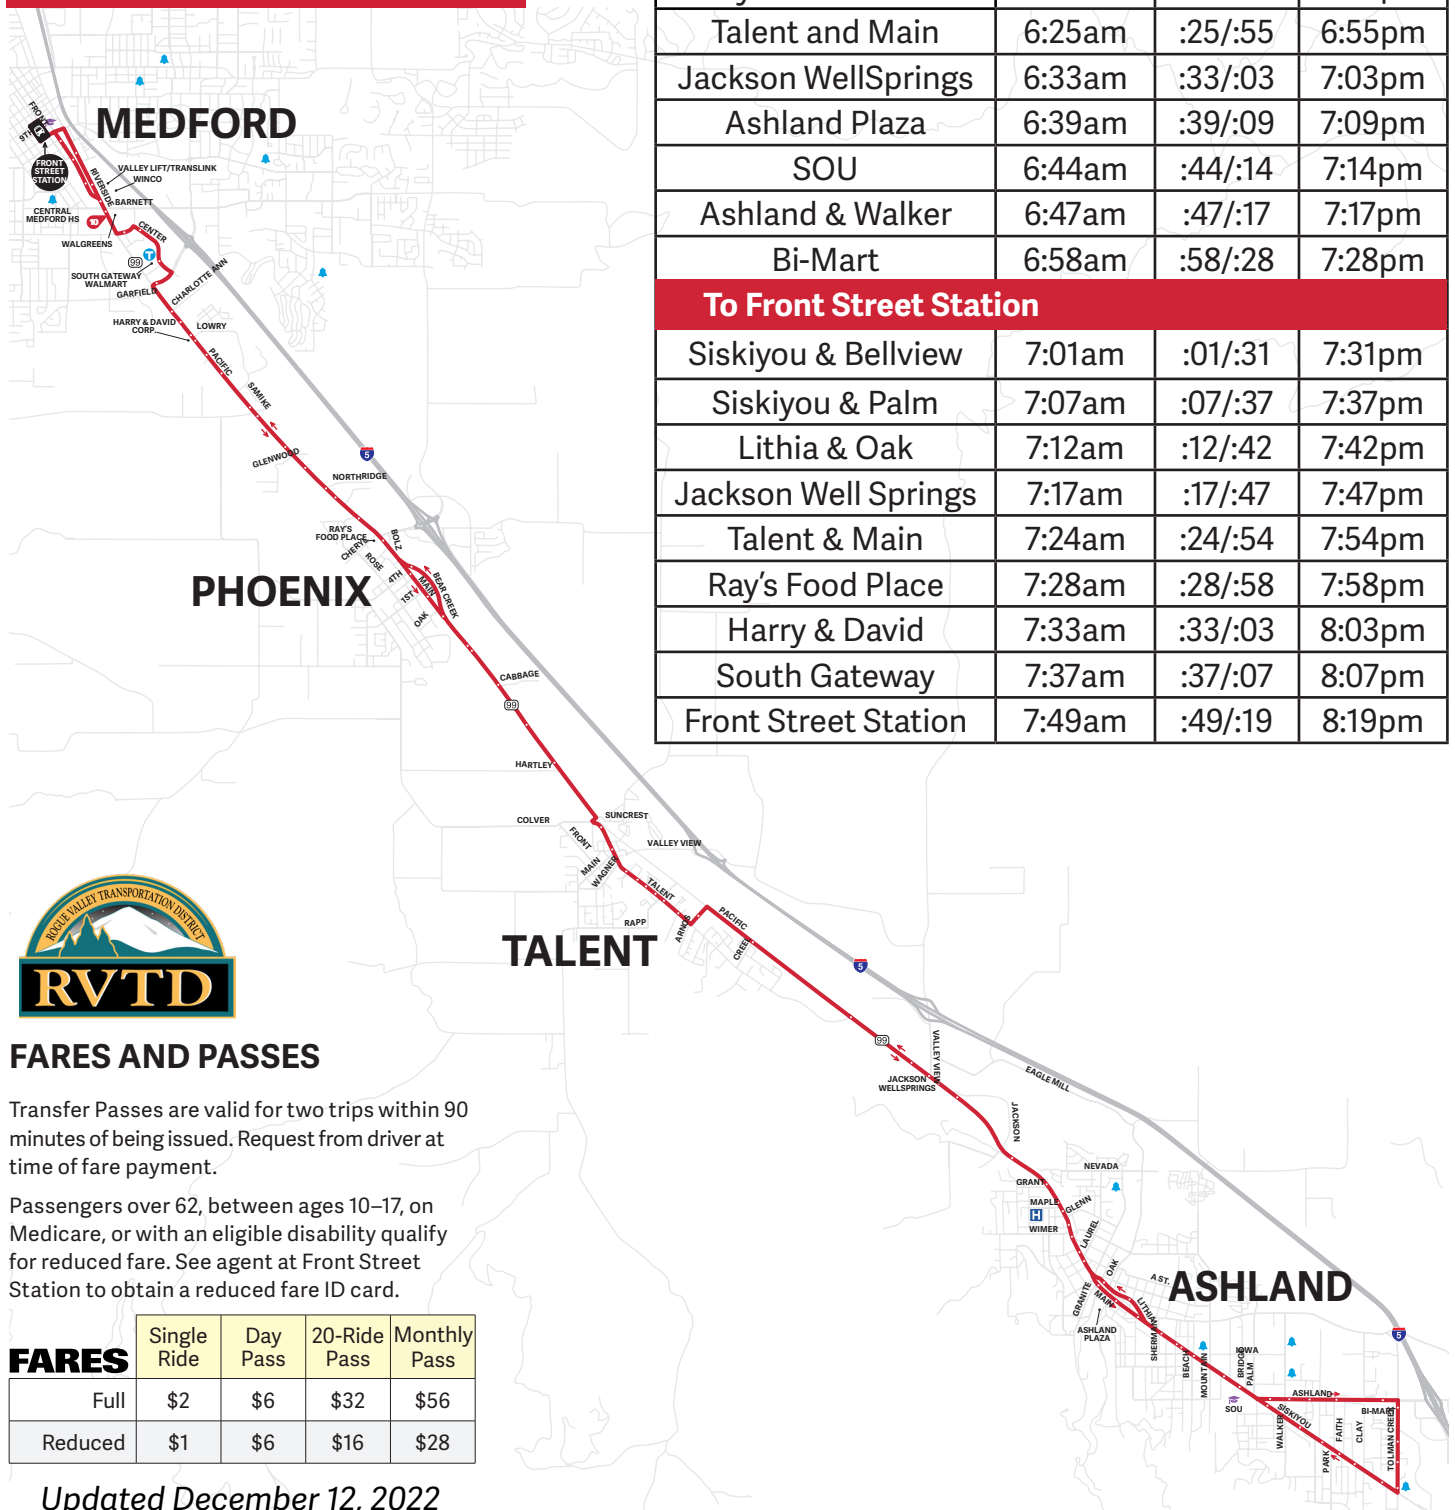 Talent and Main 6:25am :25/:55 6:55pm
Jackson WellSprings 6:33am :33/:03 7:03pm
Ashland Plaza 6:39am :39/:09 7:09pm
SOU 6:44am :44/:14 7:14pm
Ashland & Walker 6:47am :47/:17 7:17pm
Bi-Mart 6:58am :58/:28 7:28pm
To Front Street Station
Siskiyou & Bellview 7:01am :01/:31 7:31pm
Siskiyou & Palm 7:07am :07/:37 7:37pm
Lithia & Oak 7:12am :12/:42 7:42pm
Jackson Well Springs 7:17am :17/:47 7:47pm
Talent & Main 7:24am :24/:54 7:54pm
Ray's Food Place 7:28am :28/:58 7:58pm
Harry & David 7:33am :33/:03 8:03pm
South Gateway 7:37am :37/:07 8:07pm
Front Street Station 7:49am :49/:19 8:19pm
MEDFORD
FRONT
9TH
FRONT
STREET
STATION
RIVERSIDE
VALLEY LIFT/TRANSLINK
WINCO
BARNETT
CENTRAL
MEDFORD HS
10
WALGREENS
CENTER
99
SOUTH GATEWAY
WALMART
GARFIELD
CHARLOTTE ANN
HARRY & DAVID
CORP.
LOWRY
PACIFIC
SAMIKE
GLENWOOD
5
NORTHRIDGE
RAY'S
FOOD PLACE
BOLZ
CHERYL
ROSE
4TH
1ST
MAIN
BEAR CREEK
OAK
PHOENIX
CABBAGE
99
HARTLEY
COLVER
SUNCREST
FRONT
VALLEY VIEW
MAIN
WAGNER
TALENT
RAPP
ARNOS
PACIFIC
CREEL
TALENT
5
99
VALLEY VIEW
JACKSON
WELLSPRINGS
EAGLE MILL
JACKSON
NEVADA
GRANT
MAPLE
GLENN
H
WIMER
LAUREL
OAK
A ST.
GRANITE
MAIN
LITHIA
ASHLAND
PLAZA
SHERMAN
ASHLAND
5
BEACH
MOUNTAIN
IOWA
BRIDGE
PALM
ASHLAND
SOU
SISKIYOU
BI-MART
WALKER
FAITH
CLAY
PARK
TOLMAN CREEK
ROGUE VALLEY TRANSPORTATION DISTRICT
RVTD
FARES AND PASSES
Transfer Passes are valid for two trips within 90
minutes of being issued. Request from driver at
time of fare payment.
Passengers over 62, between ages 10–17, on
Medicare, or with an eligible disability qualify
for reduced fare. See agent at Front Street
Station to obtain a reduced fare ID card.
FARES Single Ride Day Pass 20-Ride Pass Monthly Pass
Full $2 $6 $32 $56
Reduced $1 $6 $16 $28
Updated December 12, 2022